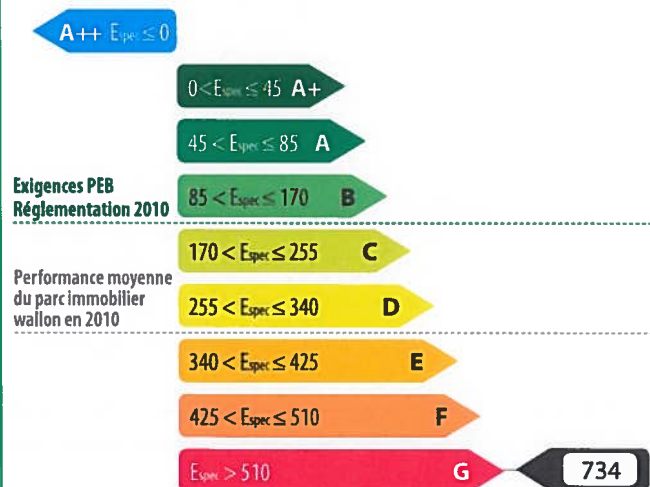 A++ Espec ≤ 0
0 < Espec ≤ 45 A+
45 < Espec ≤ 85 A
Exigences PEB
Réglementation 2010
85 < Espec ≤ 170 B
170 < Espec ≤ 255 C
Performance moyenne
du parc immobilier
wallon en 2010
255 < Espec ≤ 340 D
340 < Espec ≤ 425 E
425 < Espec ≤ 510 F
Espec > 510 G
734